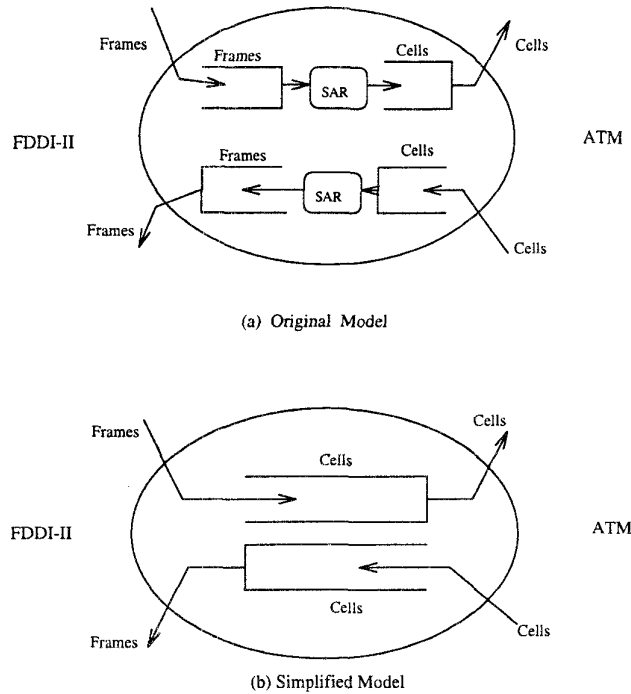 Frames
Frames
Cells
Cells
SAR
FDDI-II
ATM
Frames
Cells
SAR
Frames
Cells
(a) Original Model
Frames
Cells
Cells
FDDI-II
ATM
Cells
Frames
Cells
(b) Simplified Model